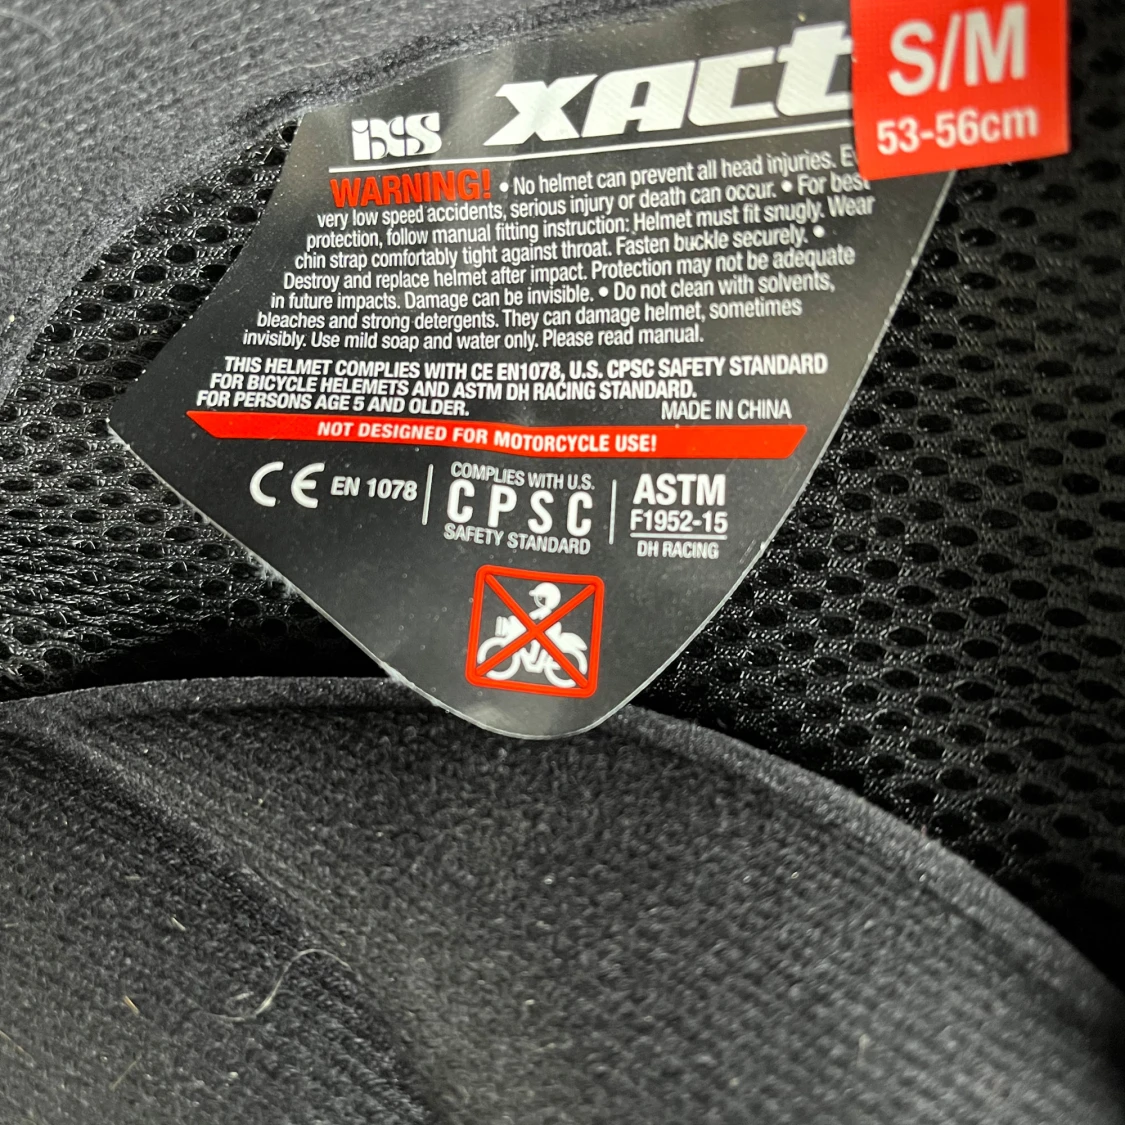 iXS xact
S/M
53-56cm
WARNING! • No helmet can prevent all head injuries.
very low speed accidents, serious injury or death can occur. • For best
protection, follow manual fitting instruction: Helmet must fit snugly. Wear
chin strap comfortably tight against throat. Fasten buckle securely. •
Destroy and replace helmet after impact. Protection may not be adequate
in future impacts. Damage can be invisible. • Do not clean with solvents,
bleaches and strong detergents. They can damage helmet, sometimes
invisibly. Use mild soap and water only. Please read manual.
THIS HELMET COMPLIES WITH CE EN1078, U.S. CPSC SAFETY STANDARD
FOR BICYCLE HELEMETS AND ASTM DH RACING STANDARD.
FOR PERSONS AGE 5 AND OLDER.
MADE IN CHINA
NOT DESIGNED FOR MOTORCYCLE USE!
CE EN 1078
COMPLIES WITH U.S.
CPSC
SAFETY STANDARD
ASTM
F1952-15
DH RACING